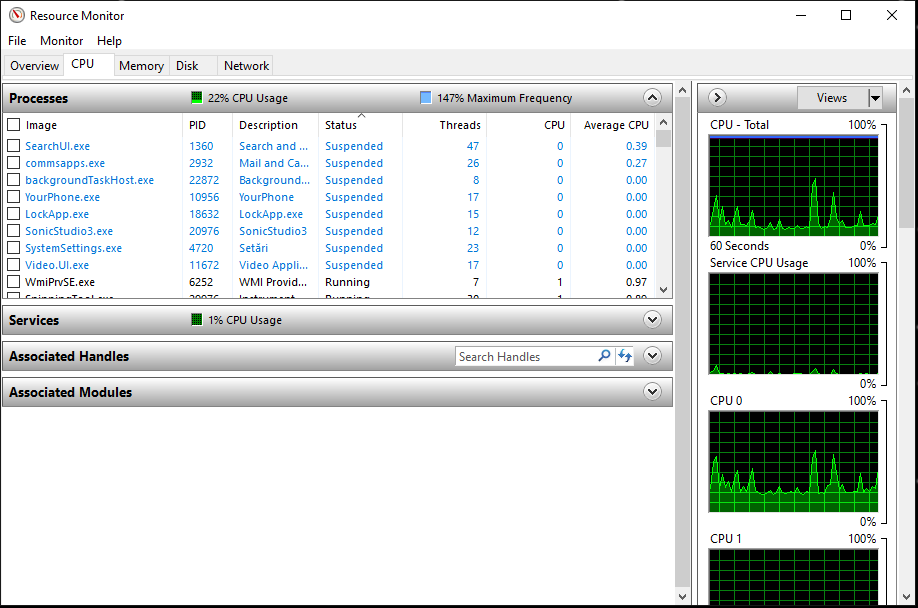 Resource Monitor
File Monitor Help
Overview CPU Memory Disk Network
Processes 22% CPU Usage 147% Maximum Frequency
Image PID Description Status Threads CPU Average CPU
SearchUI.exe 1360 Search and ... Suspended 47 0 0.39
commsapps.exe 2932 Mail and Ca... Suspended 26 0 0.27
backgroundTaskHost.exe 22872 Background... Suspended 8 0 0.00
YourPhone.exe 10956 YourPhone Suspended 17 0 0.00
LockApp.exe 18632 LockApp.exe Suspended 15 0 0.00
SonicStudio3.exe 20976 SonicStudio3 Suspended 12 0 0.00
SystemSettings.exe 4720 Setări Suspended 23 0 0.00
Video.UI.exe 11672 Video Appli... Suspended 17 0 0.00
WmiPrvSE.exe 6252 WMI Provid... Running 7 1 0.97
Services 1% CPU Usage
Associated Handles Search Handles
Associated Modules
Views
CPU - Total 100%
60 Seconds 0%
Service CPU Usage 100%
0%
CPU 0 100%
0%
CPU 1 100%